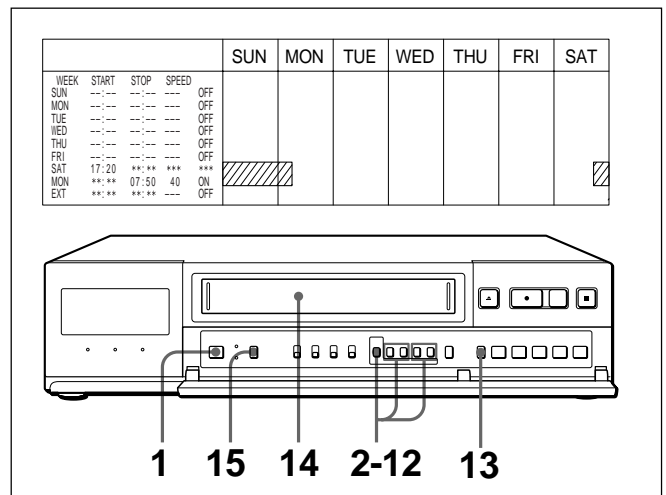 SUN MON TUE WED THU FRI SAT
WEEK START STOP SPEED
SUN --:-- --:-- --- OFF
MON --:-- --:-- --- OFF
TUE --:-- --:-- --- OFF
WED --:-- --:-- --- OFF
THU --:-- --:-- --- OFF
FRI --:-- --:-- --- OFF
SAT 17:20 **:** *** ***
MON **:** 07:50 40 ON
EXT **:** **:** --- OFF
1 15 14 2-12 13